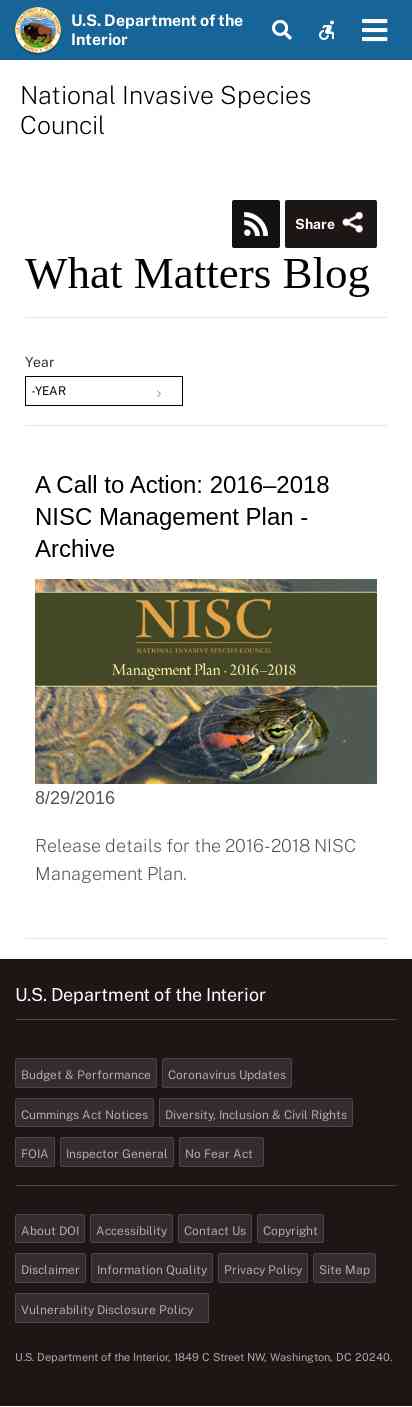 U.S. Department of the
Interior
National Invasive Species
Council
Share
What Matters Blog
Year
-YEAR
A Call to Action: 2016–2018
NISC Management Plan -
Archive
NISC
NATIONAL INVASIVE SPECIES COUNCIL
Management Plan · 2016–2018
8/29/2016
Release details for the 2016-2018 NISC
Management Plan.
U.S. Department of the Interior
Budget & Performance
Coronavirus Updates
Cummings Act Notices
Diversity, Inclusion & Civil Rights
FOIA
Inspector General
No Fear Act
About DOI
Accessibility
Contact Us
Copyright
Disclaimer
Information Quality
Privacy Policy
Site Map
Vulnerability Disclosure Policy
U.S. Department of the Interior, 1849 C Street NW, Washington, DC 20240.